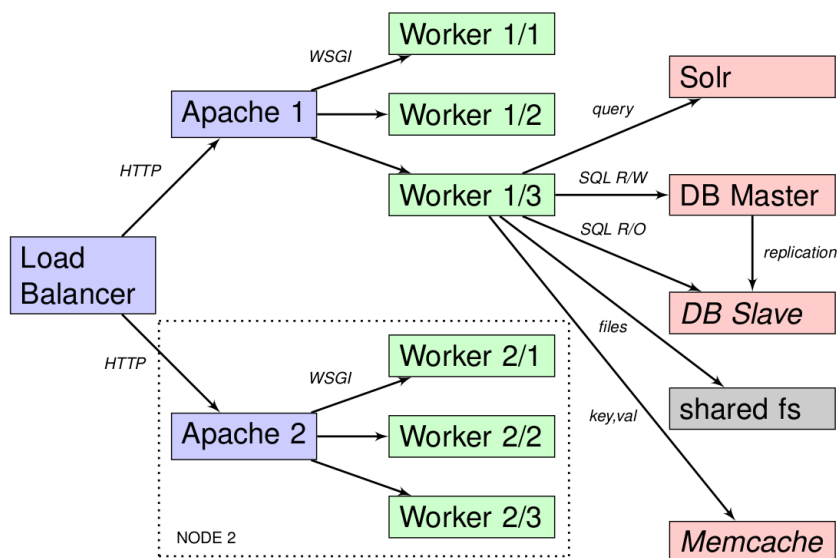 Worker 1/1
WSGI
Solr
Apache 1
Worker 1/2
query
HTTP
SQL R/W
Worker 1/3
DB Master
SQL R/O
Load
Balancer
replication
DB Slave
files
HTTP
Worker 2/1
WSGI
shared fs
key,val
Apache 2
Worker 2/2
Worker 2/3
NODE 2
Memcache